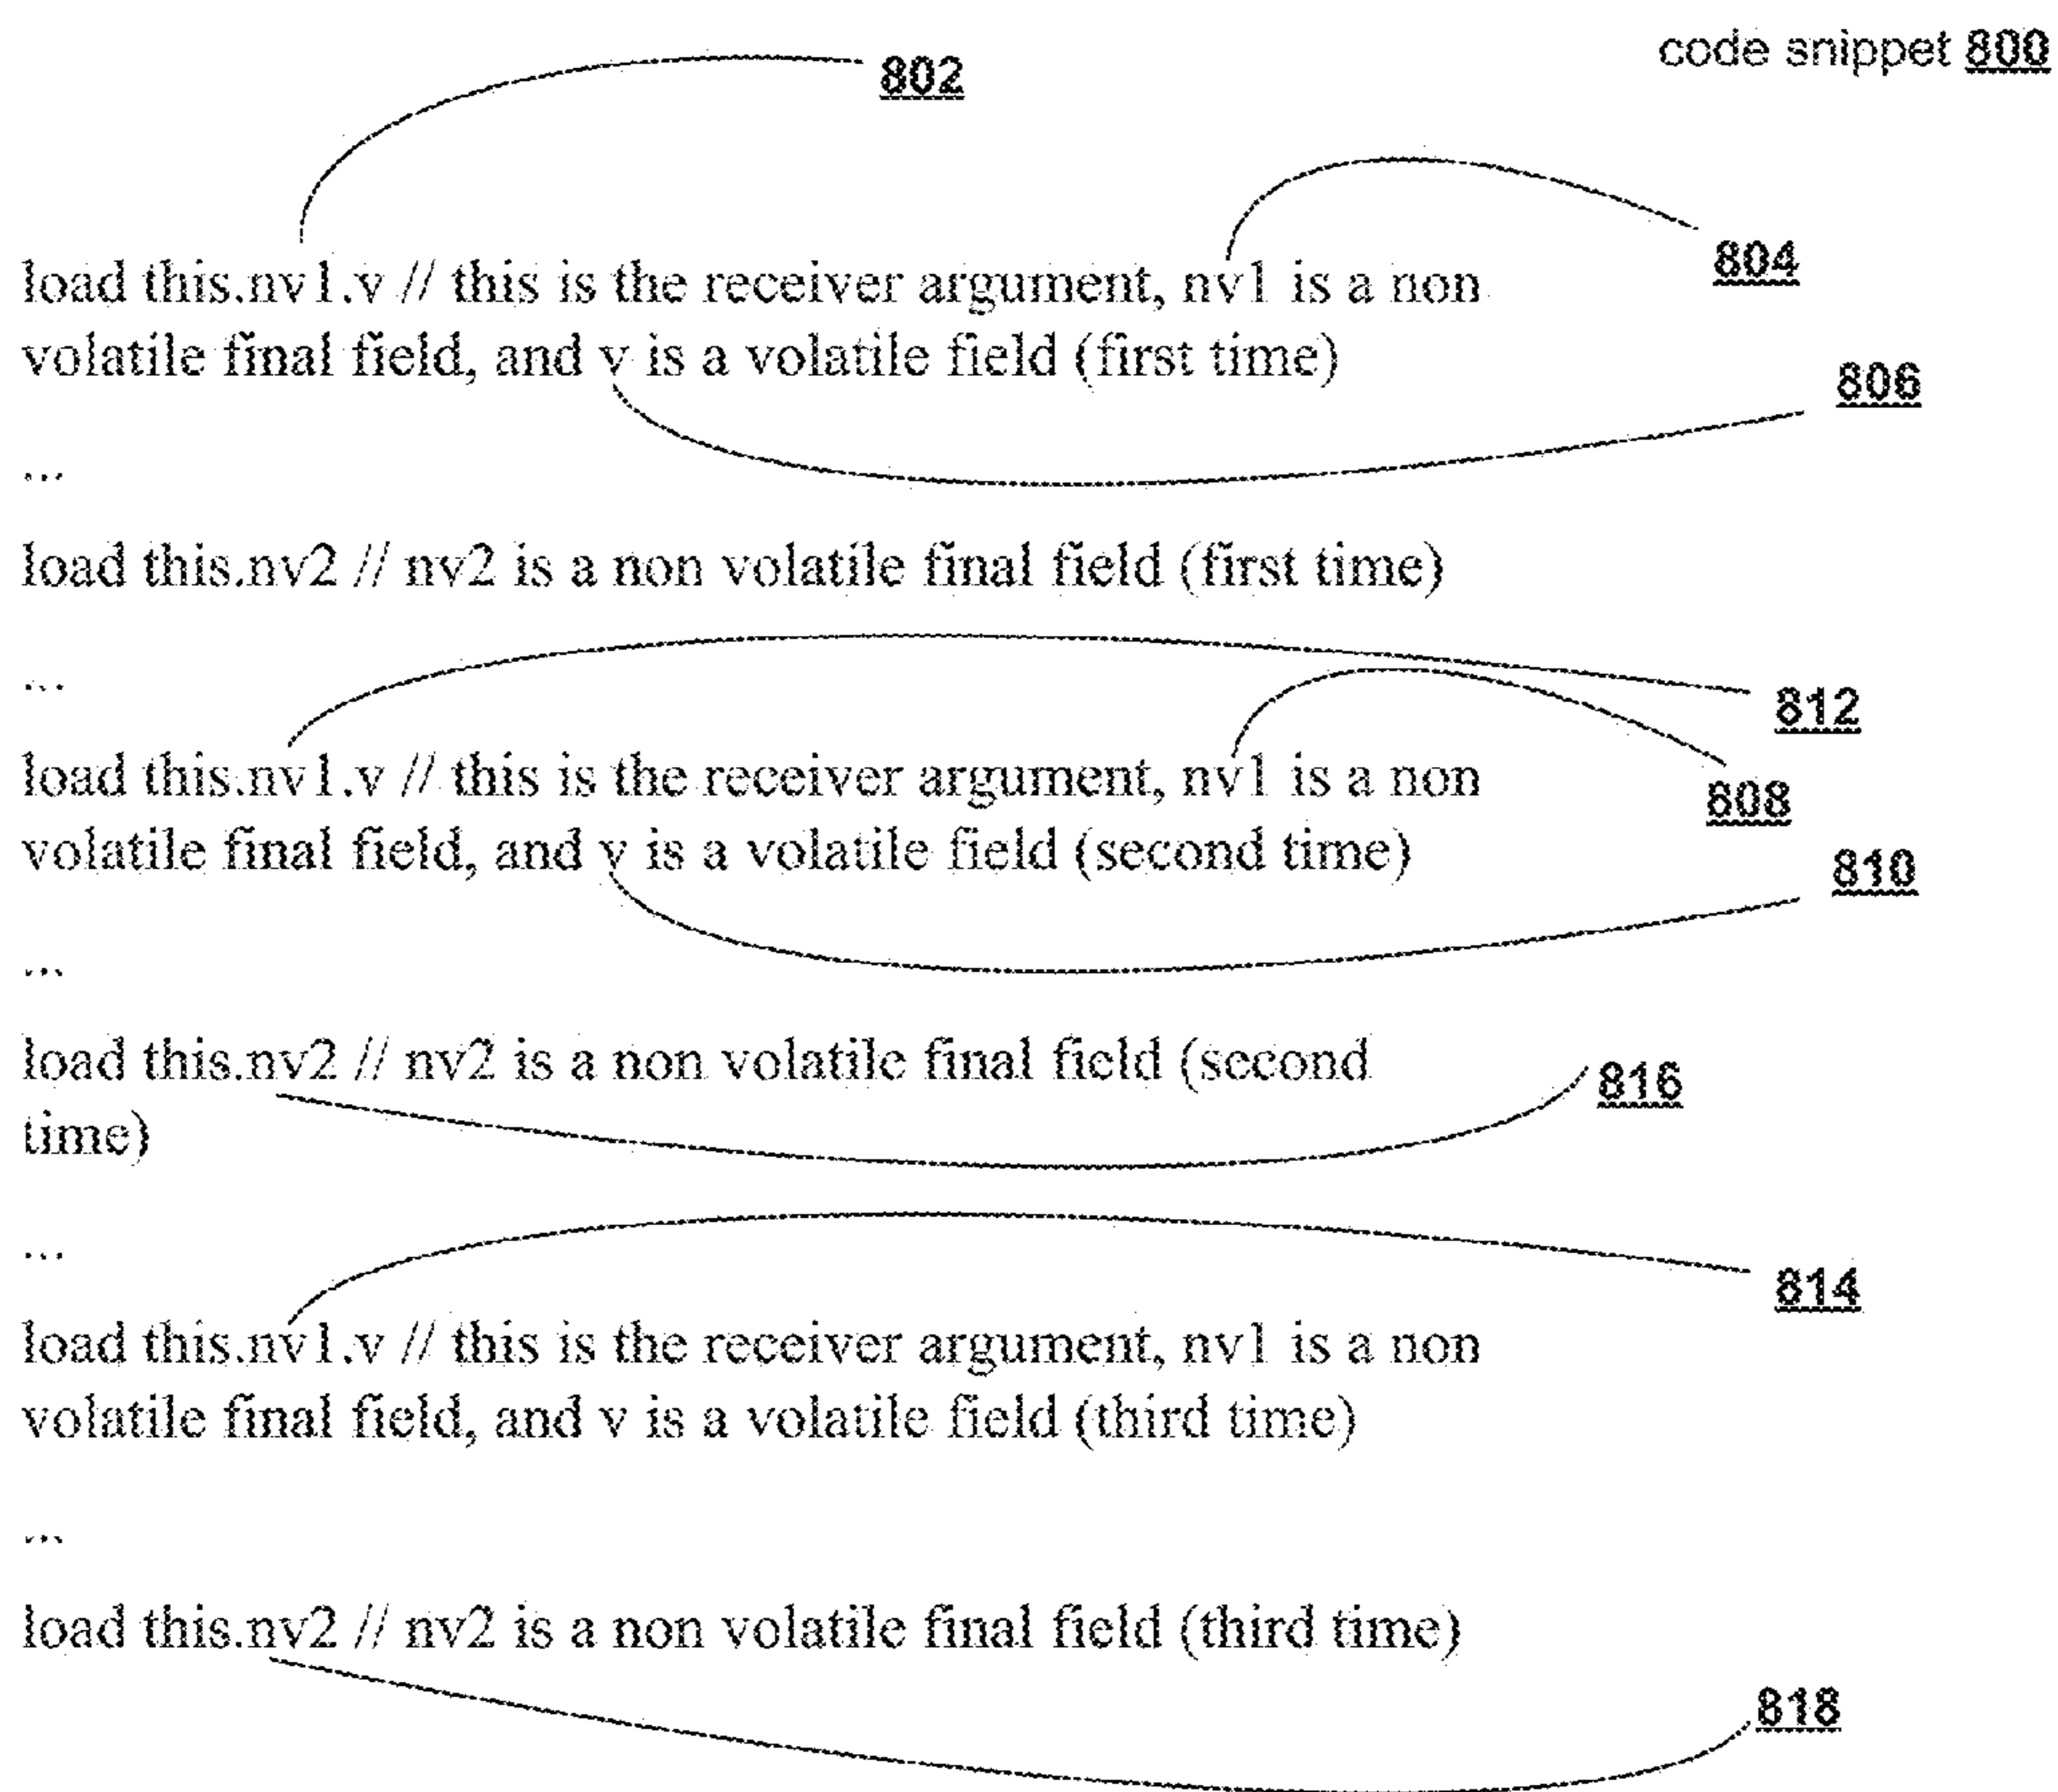 code snippet 800
802
804
load this.nv1.v // this is the receiver argument, nv1 is a non
volatile final field, and v is a volatile field (first time)
806
...
load this.nv2 // nv2 is a non volatile final field (first time)
...
812
load this.nv1.v // this is the receiver argument, nv1 is a non
808
volatile final field, and v is a volatile field (second time)
810
...
load this.nv2 // nv2 is a non volatile final field (second
816
time)
...
814
load this.nv1.v // this is the receiver argument, nv1 is a non
volatile final field, and v is a volatile field (third time)
...
load this.nv2 // nv2 is a non volatile final field (third time)
818